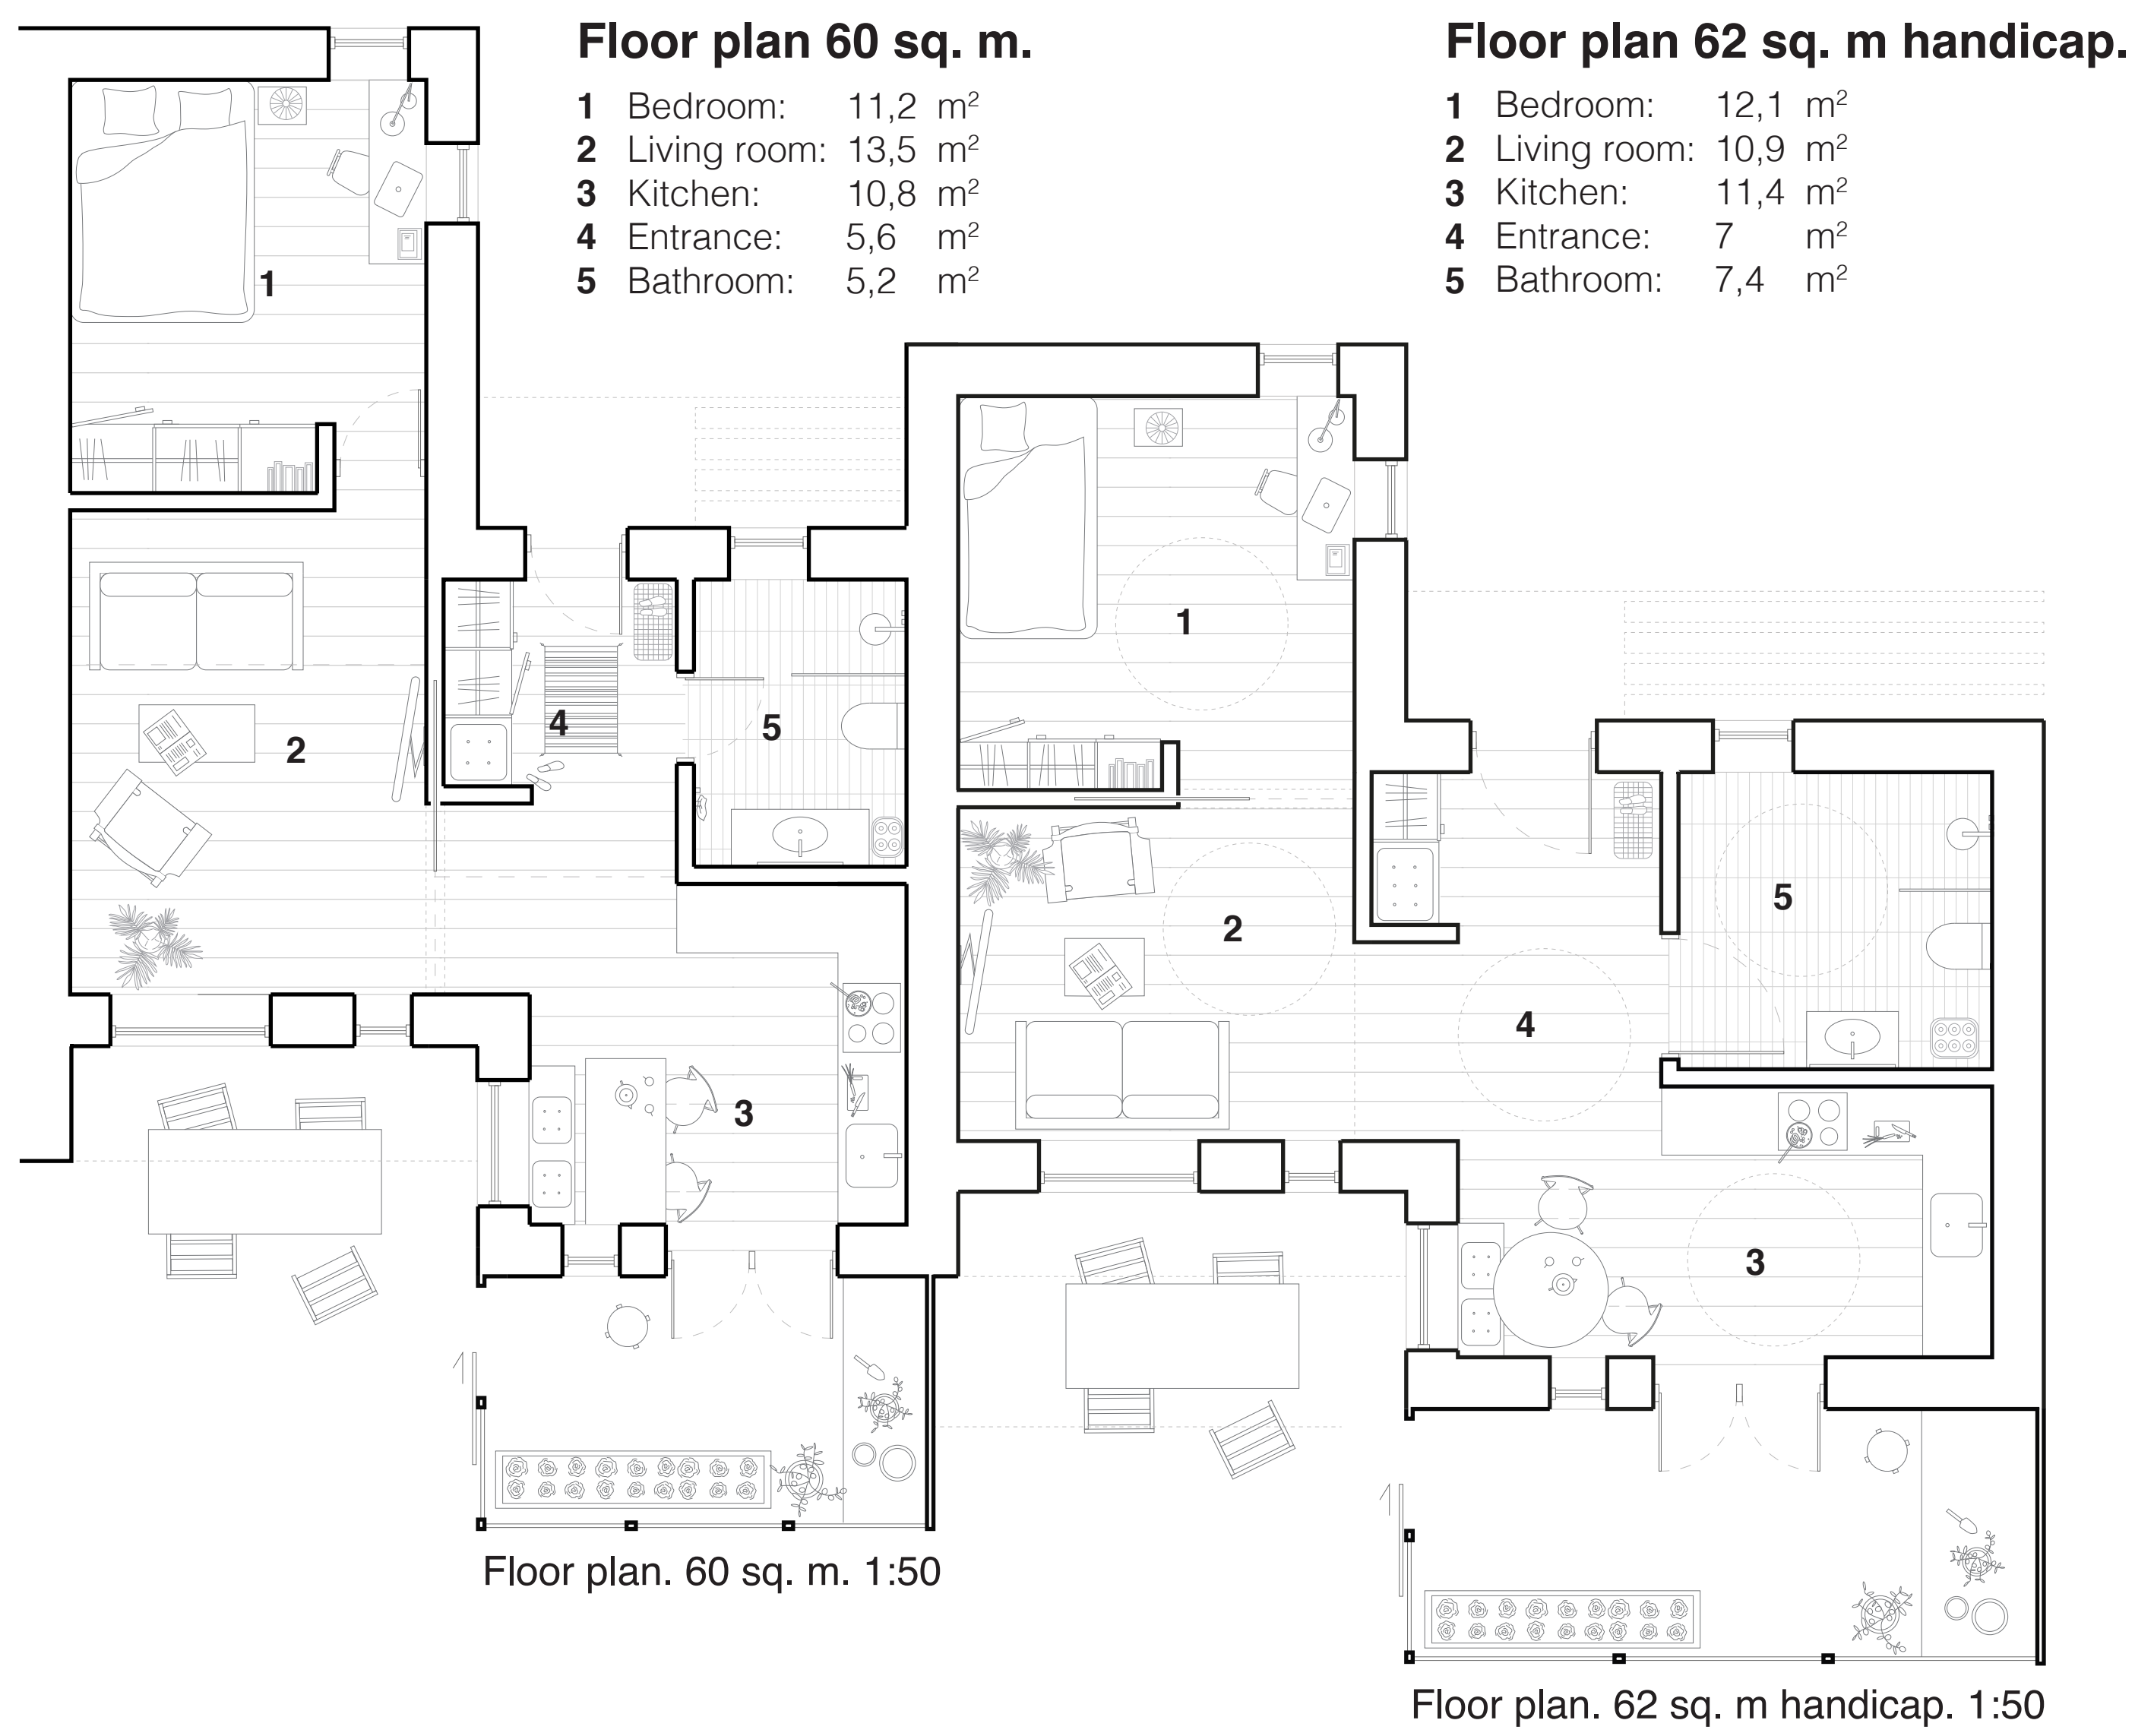 Floor plan 60 sq. m.
1 Bedroom: 11,2 m²
2 Living room: 13,5 m²
3 Kitchen: 10,8 m²
4 Entrance: 5,6 m²
5 Bathroom: 5,2 m²
Floor plan 62 sq. m handicap.
1 Bedroom: 12,1 m²
2 Living room: 10,9 m²
3 Kitchen: 11,4 m²
4 Entrance: 7 m²
5 Bathroom: 7,4 m²
1
2
4
5
3
1
2
5
4
3
Floor plan. 60 sq. m. 1:50
Floor plan. 62 sq. m handicap. 1:50